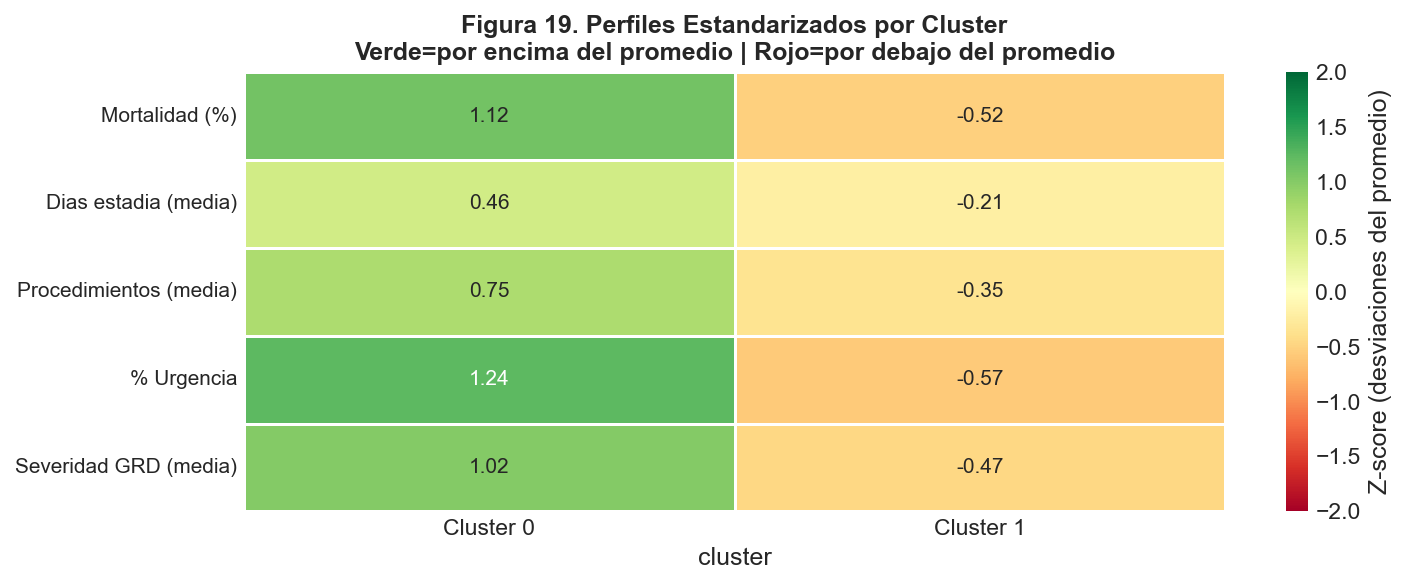 Figura 19. Perfiles Estandarizados por Cluster
Verde=por encima del promedio | Rojo=por debajo del promedio
Mortalidad (%) 1.12 -0.52
Dias estadia (media) 0.46 -0.21
Procedimientos (media) 0.75 -0.35
% Urgencia 1.24 -0.57
Severidad GRD (media) 1.02 -0.47
Cluster 0 Cluster 1
cluster
2.0
1.5
1.0
0.5
0.0
−0.5
−1.0
−1.5
−2.0
Z-score (desviaciones del promedio)